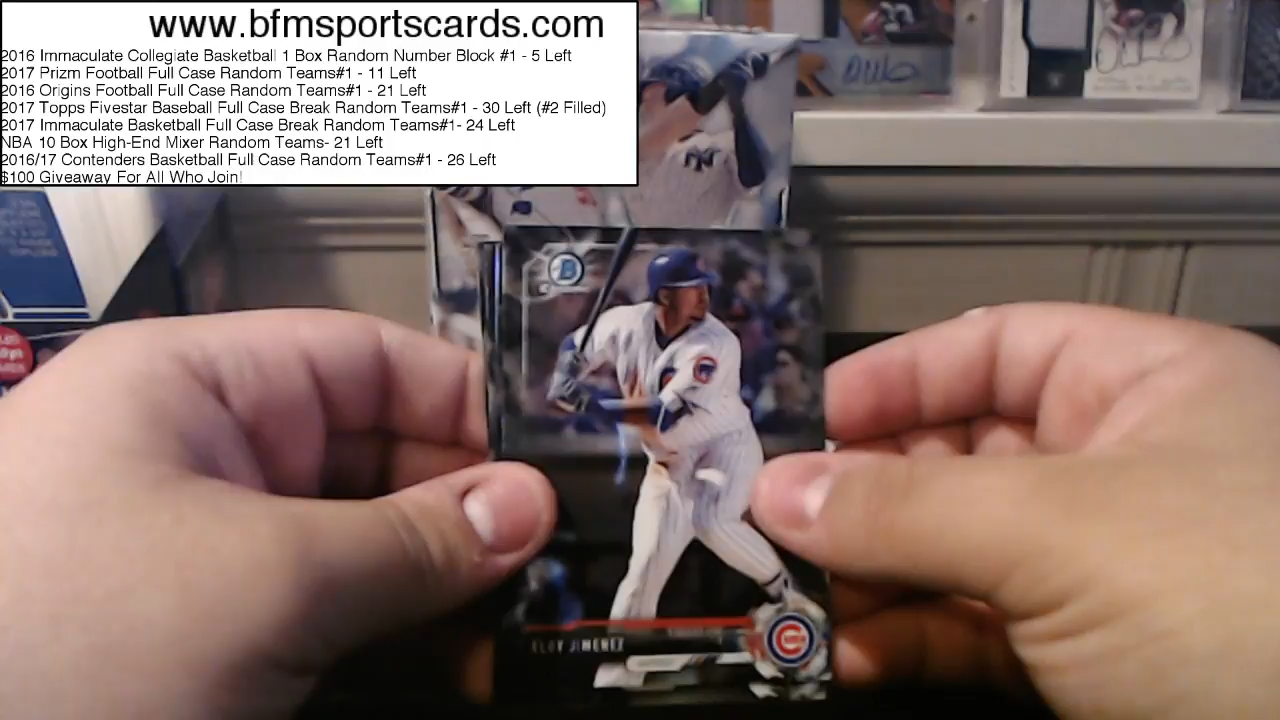 www.bfmsportscards.com
2016 Immaculate Collegiate Basketball 1 Box Random Number Block #1 - 5 Left
2017 Prizm Football Full Case Random Teams#1 - 11 Left
2016 Origins Football Full Case Random Teams#1 - 21 Left
2017 Topps Fivestar Baseball Full Case Break Random Teams#1 - 30 Left (#2 Filled)
2017 Immaculate Basketball Full Case Break Random Teams#1- 24 Left
NBA 10 Box High-End Mixer Random Teams- 21 Left
2016/17 Contenders Basketball Full Case Random Teams#1 - 26 Left
$100 Giveaway For All Who Join!
ELOY JIMENEZ